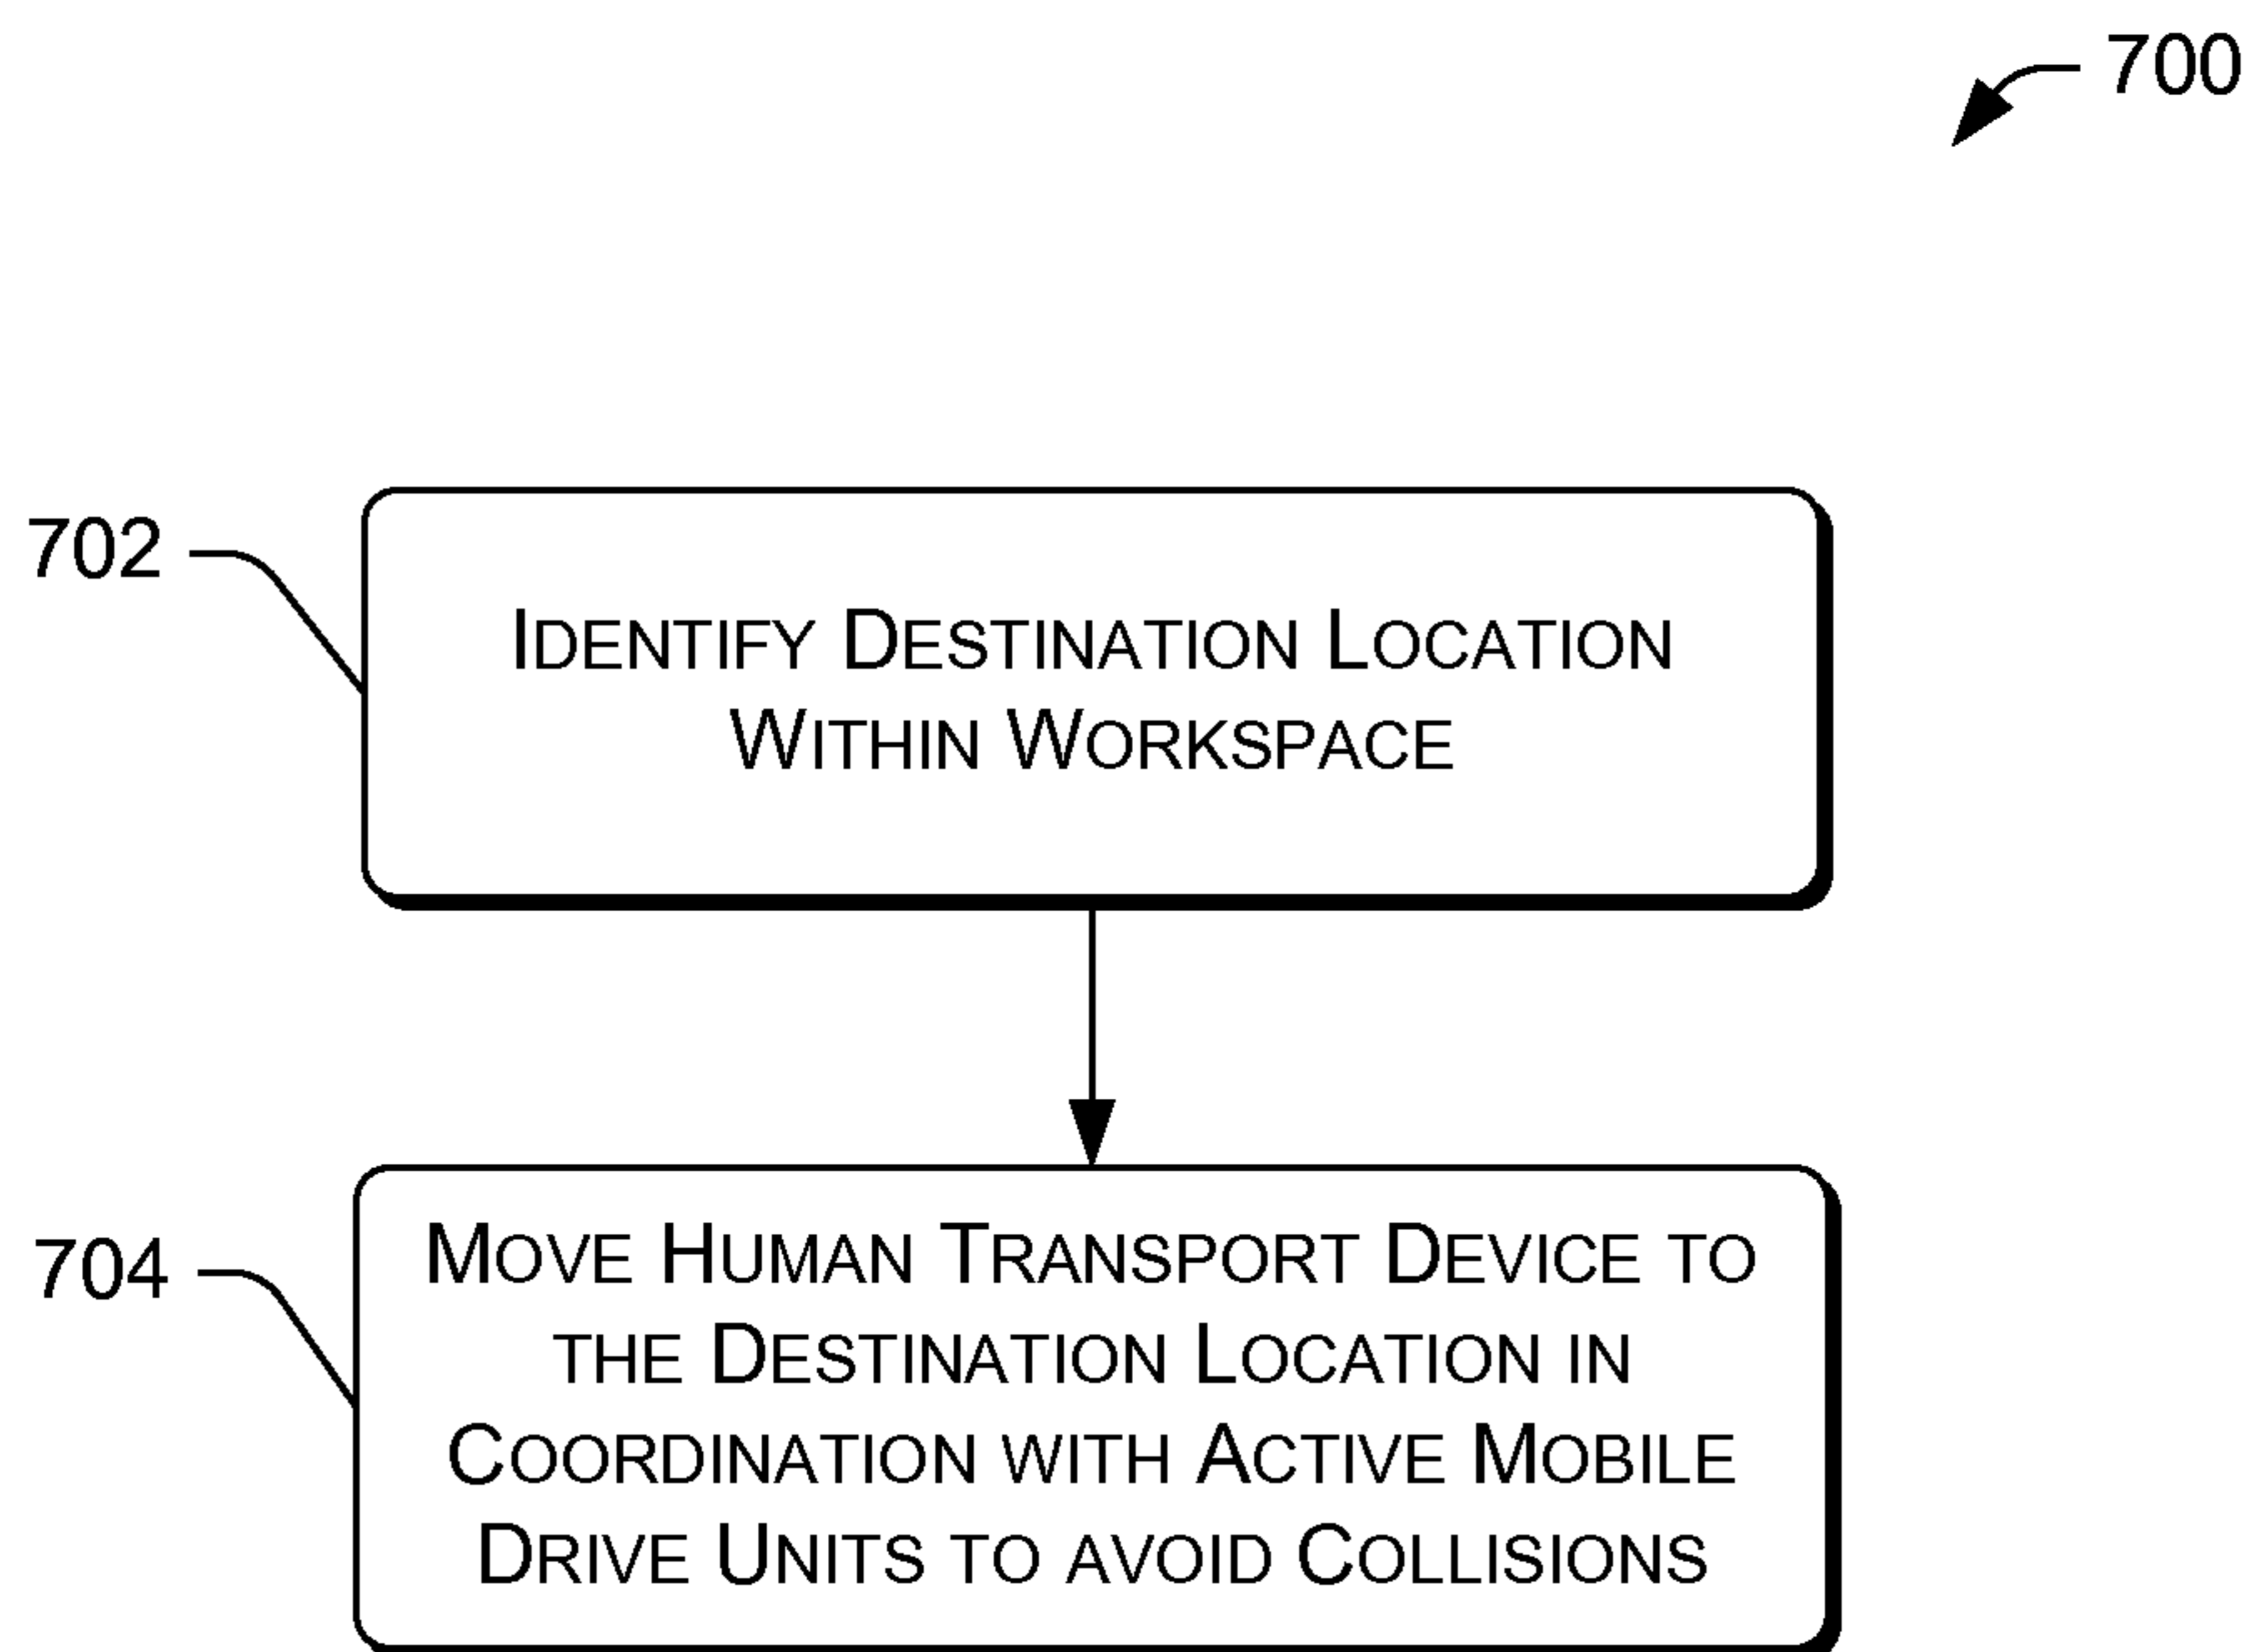 700
702
IDENTIFY DESTINATION LOCATION
WITHIN WORKSPACE
704
MOVE HUMAN TRANSPORT DEVICE TO
THE DESTINATION LOCATION IN
COORDINATION WITH ACTIVE MOBILE
DRIVE UNITS TO AVOID COLLISIONS